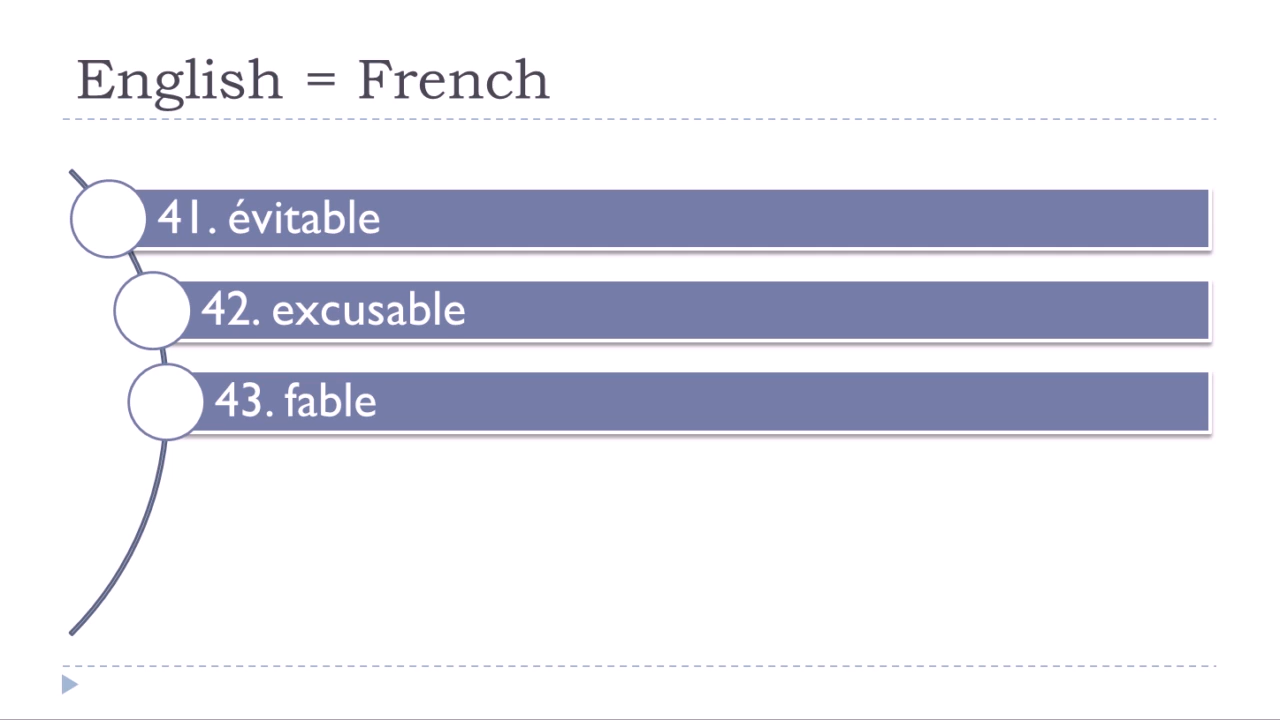 English = French
41. évitable
42. excusable
43. fable